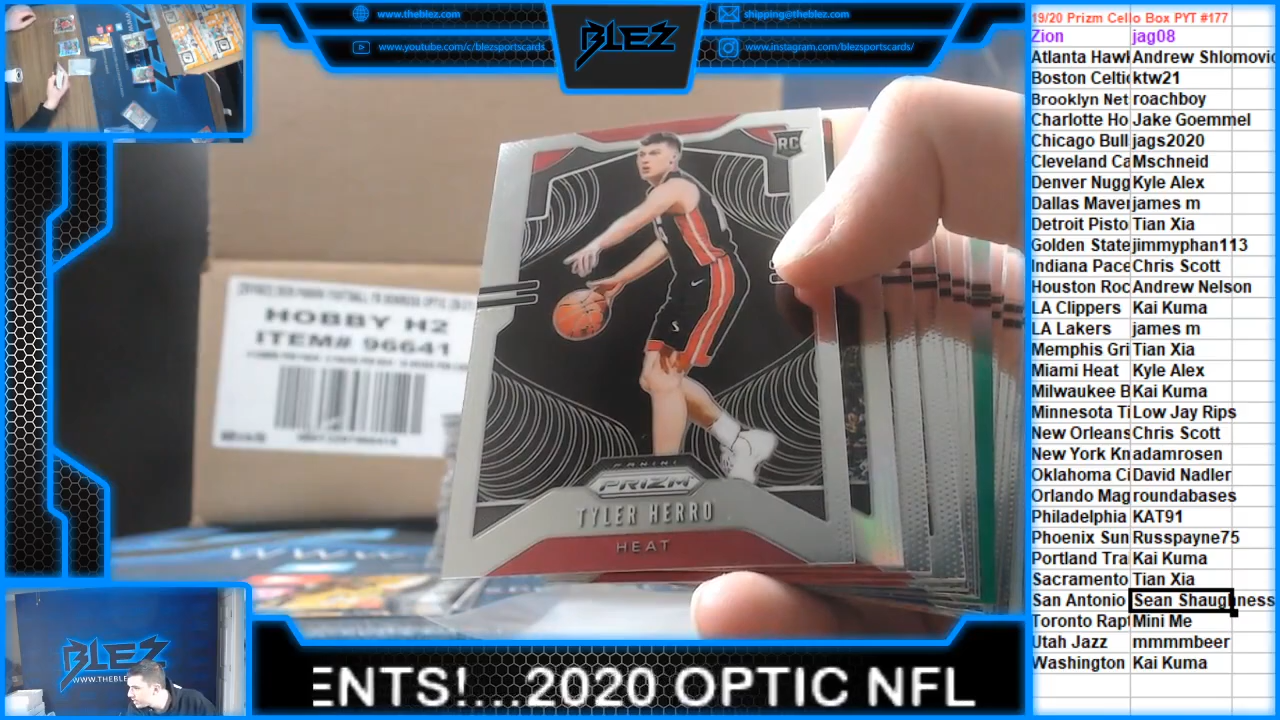 www.theblez.com
BLEZ
shipping@theblez.com
www.youtube.com/c/blezsportscards
www.instagram.com/blezsportscards/
HOBBY H2
ITEM# 96641
RC
PANINI
PRIZM
TYLER HERRO
HEAT
BLEZ
ENTS!...2020 OPTIC NFL
19/20 Prizm Cello Box PYT #177
Zion jag08
Atlanta Hawk Andrew Shlomovic
Boston Celtic ktw21
Brooklyn Net roachboy
Charlotte Ho Jake Goemmel
Chicago Bull jags2020
Cleveland Ca Mschneid
Denver Nugg Kyle Alex
Dallas Maver james m
Detroit Pisto Tian Xia
Golden State jimmyphan113
Indiana Pace Chris Scott
Houston Roc Andrew Nelson
LA Clippers Kai Kuma
LA Lakers james m
Memphis Gri Tian Xia
Miami Heat Kyle Alex
Milwaukee B Kai Kuma
Minnesota Ti Low Jay Rips
New Orleans Chris Scott
New York Kn adamrosen
Oklahoma Ci David Nadler
Orlando Mag roundabases
Philadelphia KAT91
Phoenix Sun Russpayne75
Portland Tra Kai Kuma
Sacramento Tian Xia
San Antonio Sean Shaughness
Toronto Rapt Mini Me
Utah Jazz mmmmbeer
Washington Kai Kuma